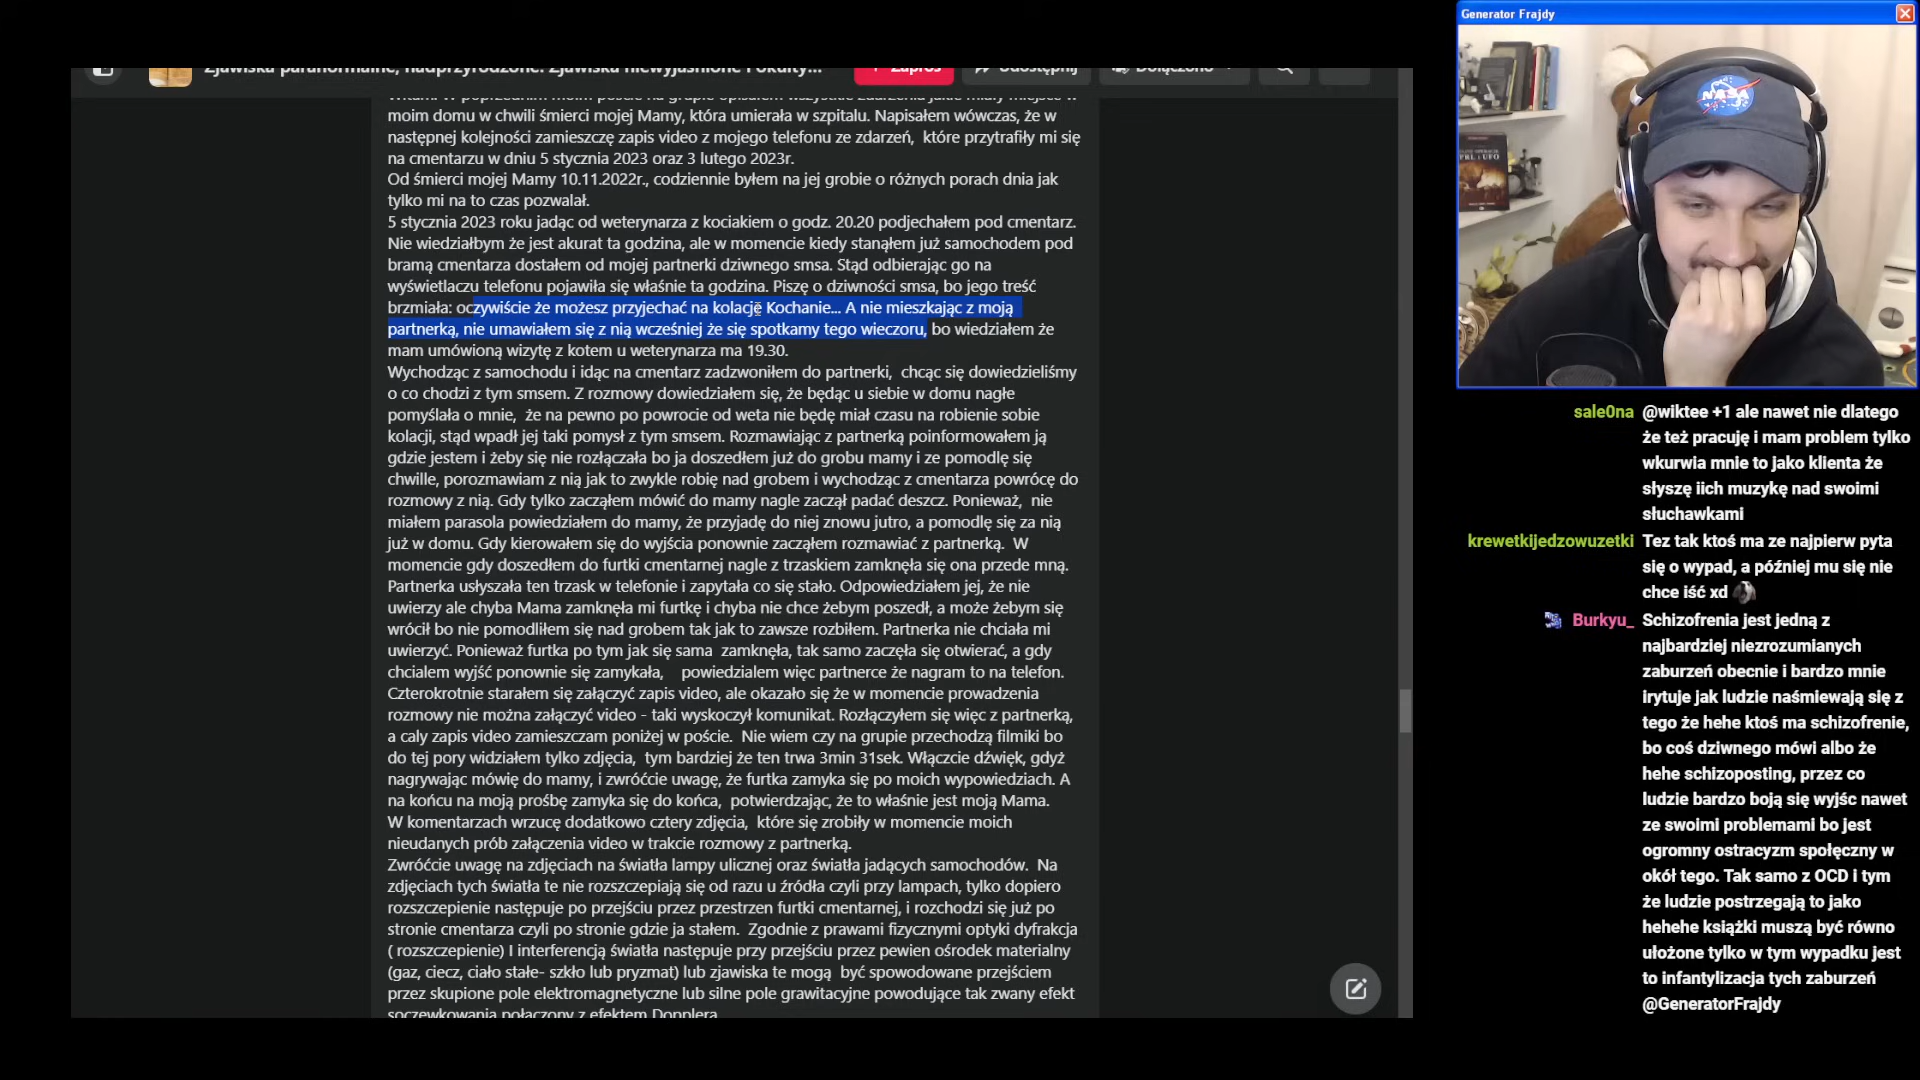 Generator Frajdy
Zjawiska paranormalne, nadprzyrodzone. Zjawiska niewyjaśnione i okulty...
Zaproś
Udostępnij
Dołączono
Witam. W poprzednim moim poście na grupie opisałem wszystkie zdarzenia jakie miały miejsce w
moim domu w chwili śmierci mojej Mamy, która umierała w szpitalu. Napisałem wówczas, że w
następnej kolejności zamieszczę zapis video z mojego telefonu ze zdarzeń,  które przytrafiły mi się
na cmentarzu w dniu 5 stycznia 2023 oraz 3 lutego 2023r.
Od śmierci mojej Mamy 10.11.2022r., codziennie byłem na jej grobie o różnych porach dnia jak
tylko mi na to czas pozwalał.
5 stycznia 2023 roku jadąc od weterynarza z kociakiem o godz. 20.20 podjechałem pod cmentarz.
Nie wiedziałbym że jest akurat ta godzina, ale w momencie kiedy stanąłem już samochodem pod
bramą cmentarza dostałem od mojej partnerki dziwnego smsa. Stąd odbierając go na
wyświetlaczu telefonu pojawiła się właśnie ta godzina. Piszę o dziwności smsa, bo jego treść
brzmiała: oczywiście że możesz przyjechać na kolację Kochanie... A nie mieszkając z moją
partnerką, nie umawiałem się z nią wcześniej że się spotkamy tego wieczoru, bo wiedziałem że
mam umówioną wizytę z kotem u weterynarza ma 19.30.
Wychodząc z samochodu i idąc na cmentarz zadzwoniłem do partnerki,  chcąc się dowiedzieliśmy
o co chodzi z tym smsem. Z rozmowy dowiedziałem się, że będąc u siebie w domu nagłe
pomyślała o mnie,  że na pewno po powrocie od weta nie będę miał czasu na robienie sobie
kolacji, stąd wpadł jej taki pomysł z tym smsem. Rozmawiając z partnerką poinformowałem ją
gdzie jestem i żeby się nie rozłączała bo ja doszedłem już do grobu mamy i ze pomodlę się
chwille, porozmawiam z nią jak to zwykle robię nad grobem i wychodząc z cmentarza powrócę do
rozmowy z nią. Gdy tylko zacząłem mówić do mamy nagle zaczął padać deszcz. Ponieważ,  nie
miałem parasola powiedziałem do mamy, że przyjadę do niej znowu jutro, a pomodlę się za nią
już w domu. Gdy kierowałem się do wyjścia ponownie zacząłem rozmawiać z partnerką.  W
momencie gdy doszedłem do furtki cmentarnej nagle z trzaskiem zamknęła się ona przede mną.
Partnerka usłyszała ten trzask w telefonie i zapytała co się stało. Odpowiedziałem jej, że nie
uwierzy ale chyba Mama zamknęła mi furtkę i chyba nie chce żebym poszedł, a może żebym się
wrócił bo nie pomodliłem się nad grobem tak jak to zawsze rozbiłem. Partnerka nie chciała mi
uwierzyć. Ponieważ furtka po tym jak się sama  zamknęła, tak samo zaczęła się otwierać, a gdy
chcialem wyjść ponownie się zamykała,    powiedzialem więc partnerce że nagram to na telefon.
Czterokrotnie starałem się załączyć zapis video, ale okazało się że w momencie prowadzenia
rozmowy nie można załączyć video - taki wyskoczył komunikat. Rozłączyłem się więc z partnerką,
a caly zapis video zamieszczam poniżej w poście.  Nie wiem czy na grupie przechodzą filmiki bo
do tej pory widziałem tylko zdjęcia,  tym bardziej że ten trwa 3min 31sek. Włączcie dźwięk, gdyż
nagrywając mówię do mamy, i zwróćcie uwagę, że furtka zamyka się po moich wypowiedziach. A
na końcu na moją prośbę zamyka się do końca,  potwierdzając, że to właśnie jest moją Mama.
W komentarzach wrzucę dodatkowo cztery zdjęcia,  które się zrobiły w momencie moich
nieudanych prób załączenia video w trakcie rozmowy z partnerką.
Zwróćcie uwagę na zdjęciach na światła lampy ulicznej oraz światła jadących samochodów.  Na
zdjęciach tych światła te nie rozszczepiają się od razu u źródła czyli przy lampach, tylko dopiero
rozszczepienie następuje po przejściu przez przestrzen furtki cmentarnej, i rozchodzi się już po
stronie cmentarza czyli po stronie gdzie ja stałem.  Zgodnie z prawami fizycznymi optyki dyfrakcja
( rozszczepienie) I interferencją światła następuje przy przejściu przez pewien ośrodek materialny
(gaz, ciecz, ciało stałe- szkło lub pryzmat) lub zjawiska te mogą  być spowodowane przejściem
przez skupione pole elektromagnetyczne lub silne pole grawitacyjne powodujące tak zwany efekt
soczewkowania połączony z efektem Dopplera
NASA
PRL i UFO
sale0na @wiktee +1 ale nawet nie dlatego
że też pracuję i mam problem tylko
wkurwia mnie to jako klienta że
słyszę iich muzykę nad swoimi
słuchawkami
krewetkijedzowuzetki Tez tak ktoś ma ze najpierw pyta
się o wypad, a później mu się nie
chce iść xd
Burkyu_ Schizofrenia jest jedną z
najbardziej niezrozumianych
zaburzeń obecnie i bardzo mnie
irytuje jak ludzie naśmiewają się z
tego że hehe ktoś ma schizofrenie,
bo coś dziwnego mówi albo że
hehe schizoposting, przez co
ludzie bardzo boją się wyjśc nawet
ze swoimi problemami bo jest
ogromny ostracyzm społęczny w
okół tego. Tak samo z OCD i tym
że ludzie postrzegają to jako
hehehe książki muszą być równo
ułożone tylko w tym wypadku jest
to infantylizacja tych zaburzeń
@GeneratorFrajdy